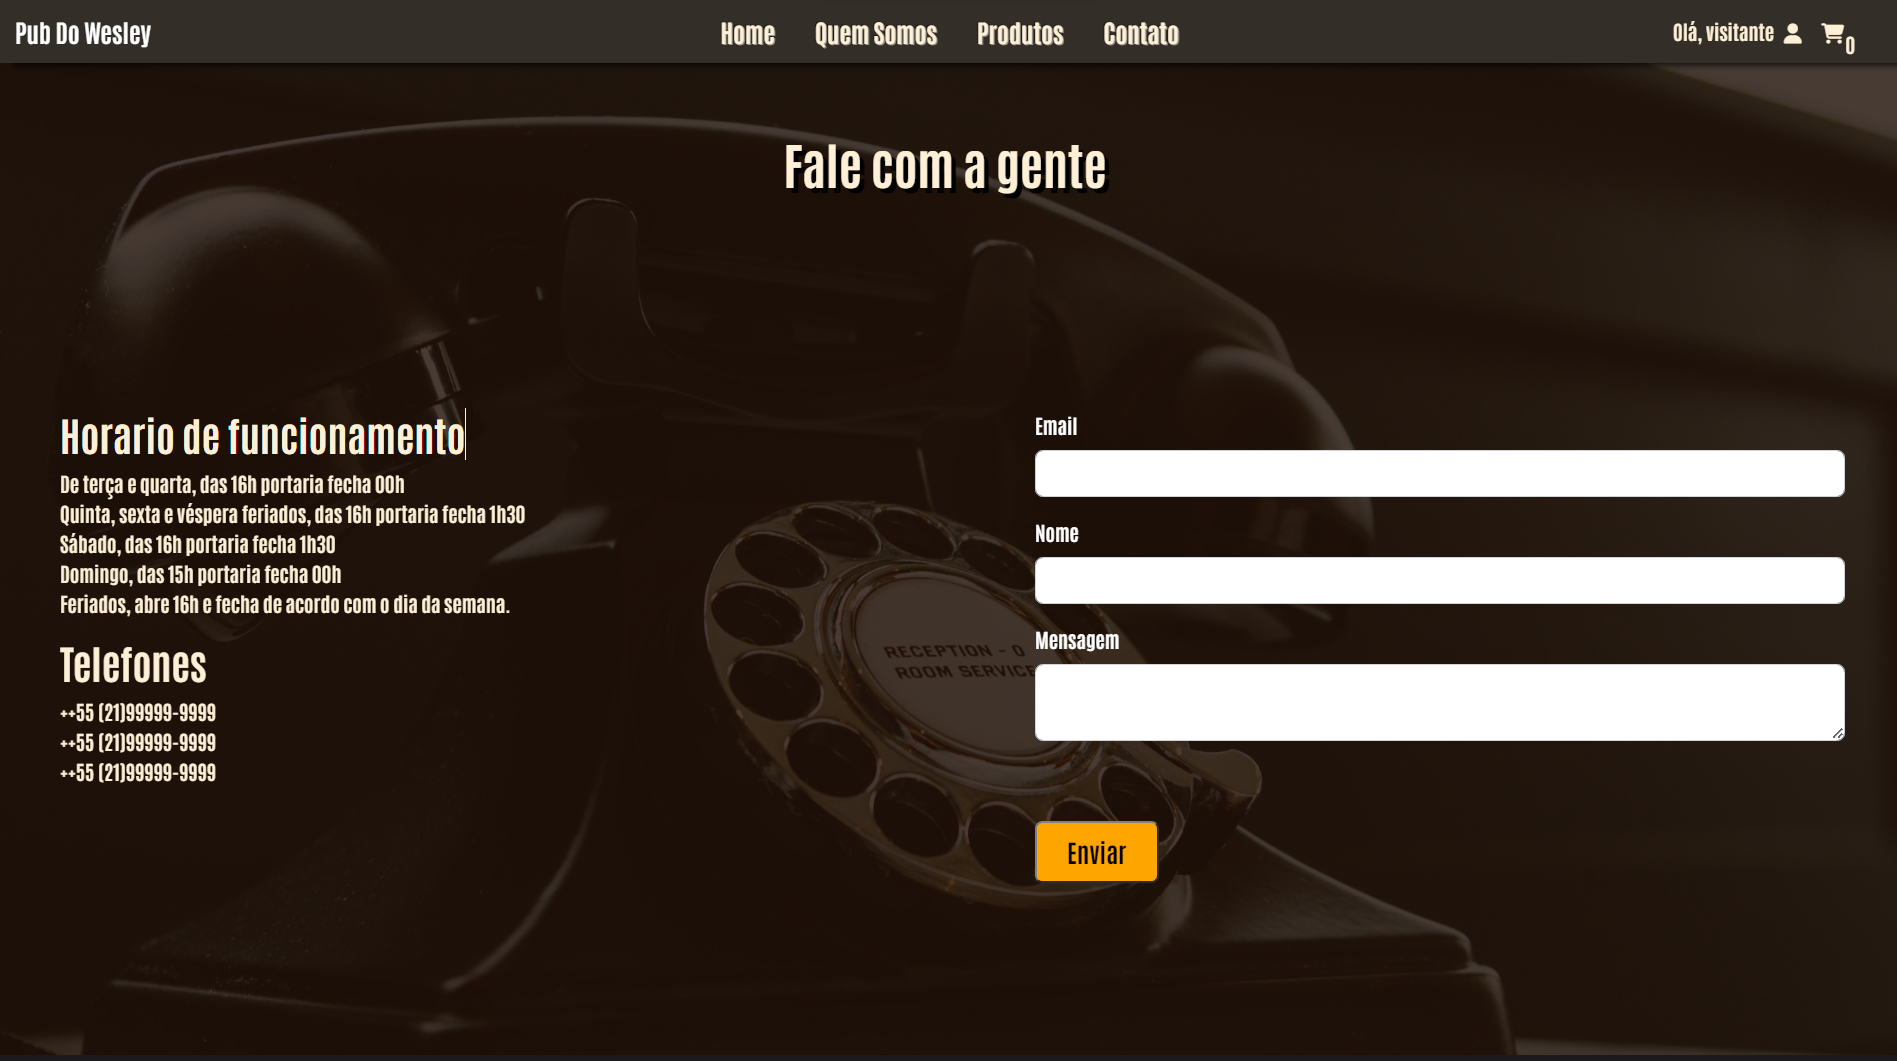 Pub Do Wesley
Home Quem Somos Produtos Contato
Olá, visitante 0
Fale com a gente
Horario de funcionamento
De terça e quarta, das 16h portaria fecha 00h
Quinta, sexta e véspera feriados, das 16h portaria fecha 1h30
Sábado, das 16h portaria fecha 1h30
Domingo, das 15h portaria fecha 00h
Feriados, abre 16h e fecha de acordo com o dia da semana.
Telefones
++55 (21)99999-9999
++55 (21)99999-9999
++55 (21)99999-9999
RECEPTION - 0
ROOM SERVICE
Email
Nome
Mensagem
Enviar